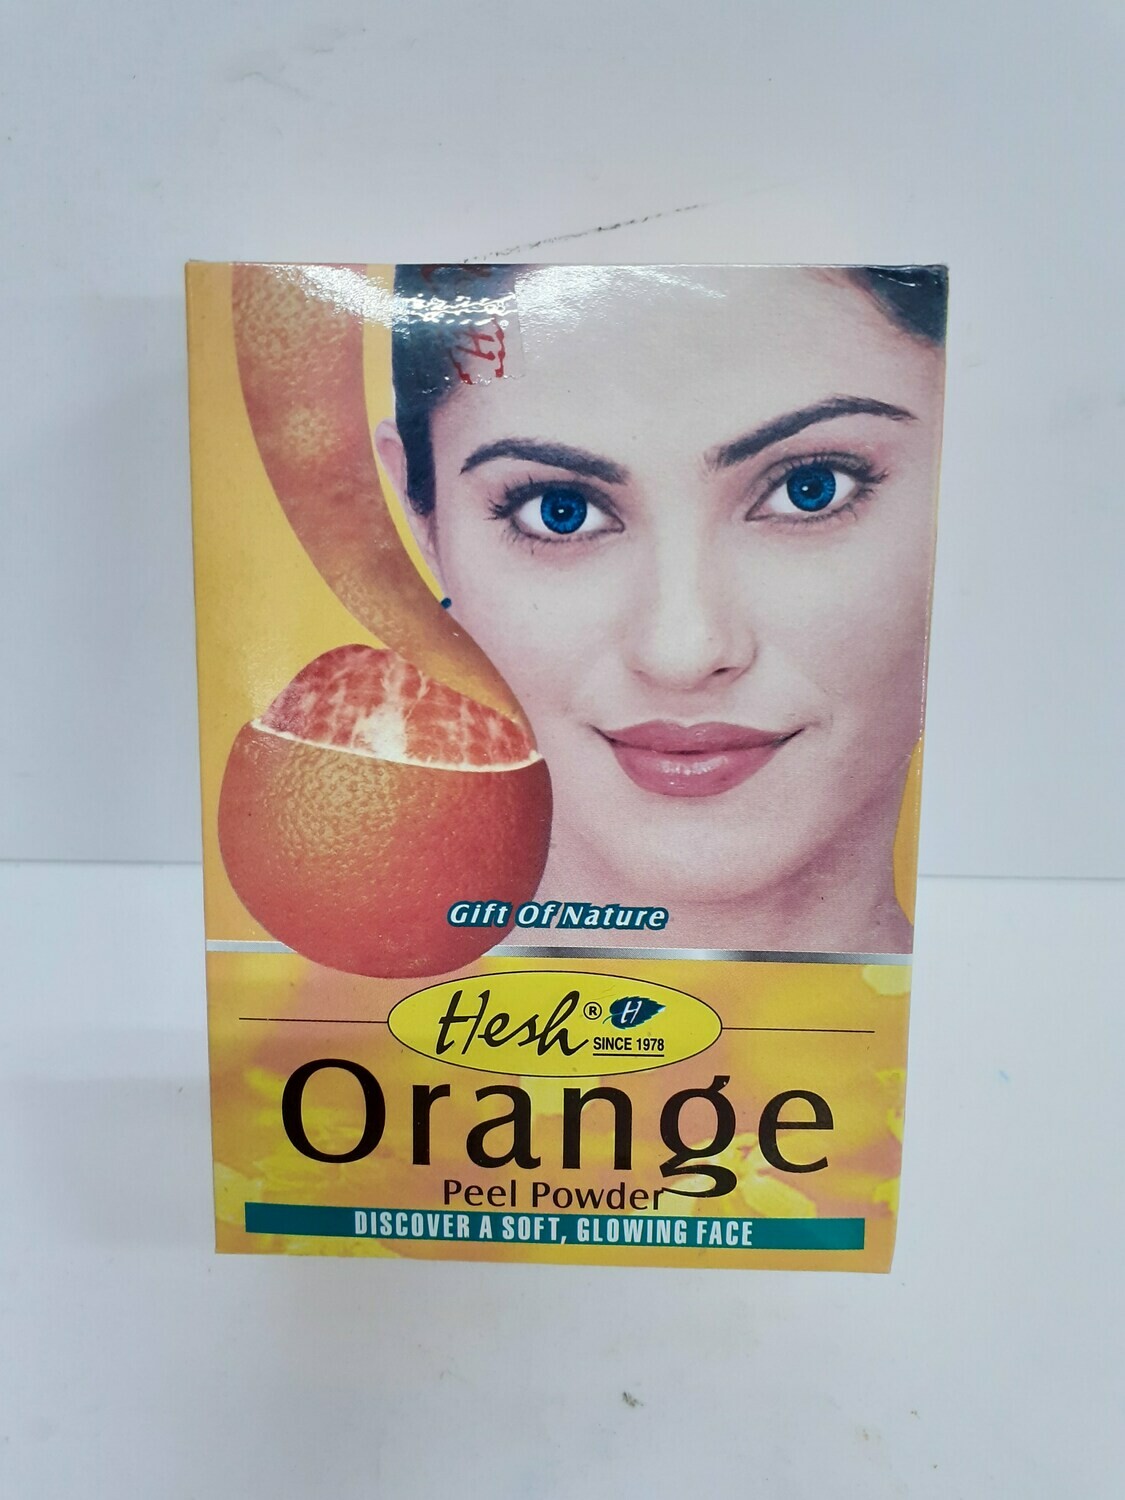 Gift Of Nature
Hesh® H
SINCE 1978
Orange
Peel Powder
DISCOVER A SOFT, GLOWING FACE